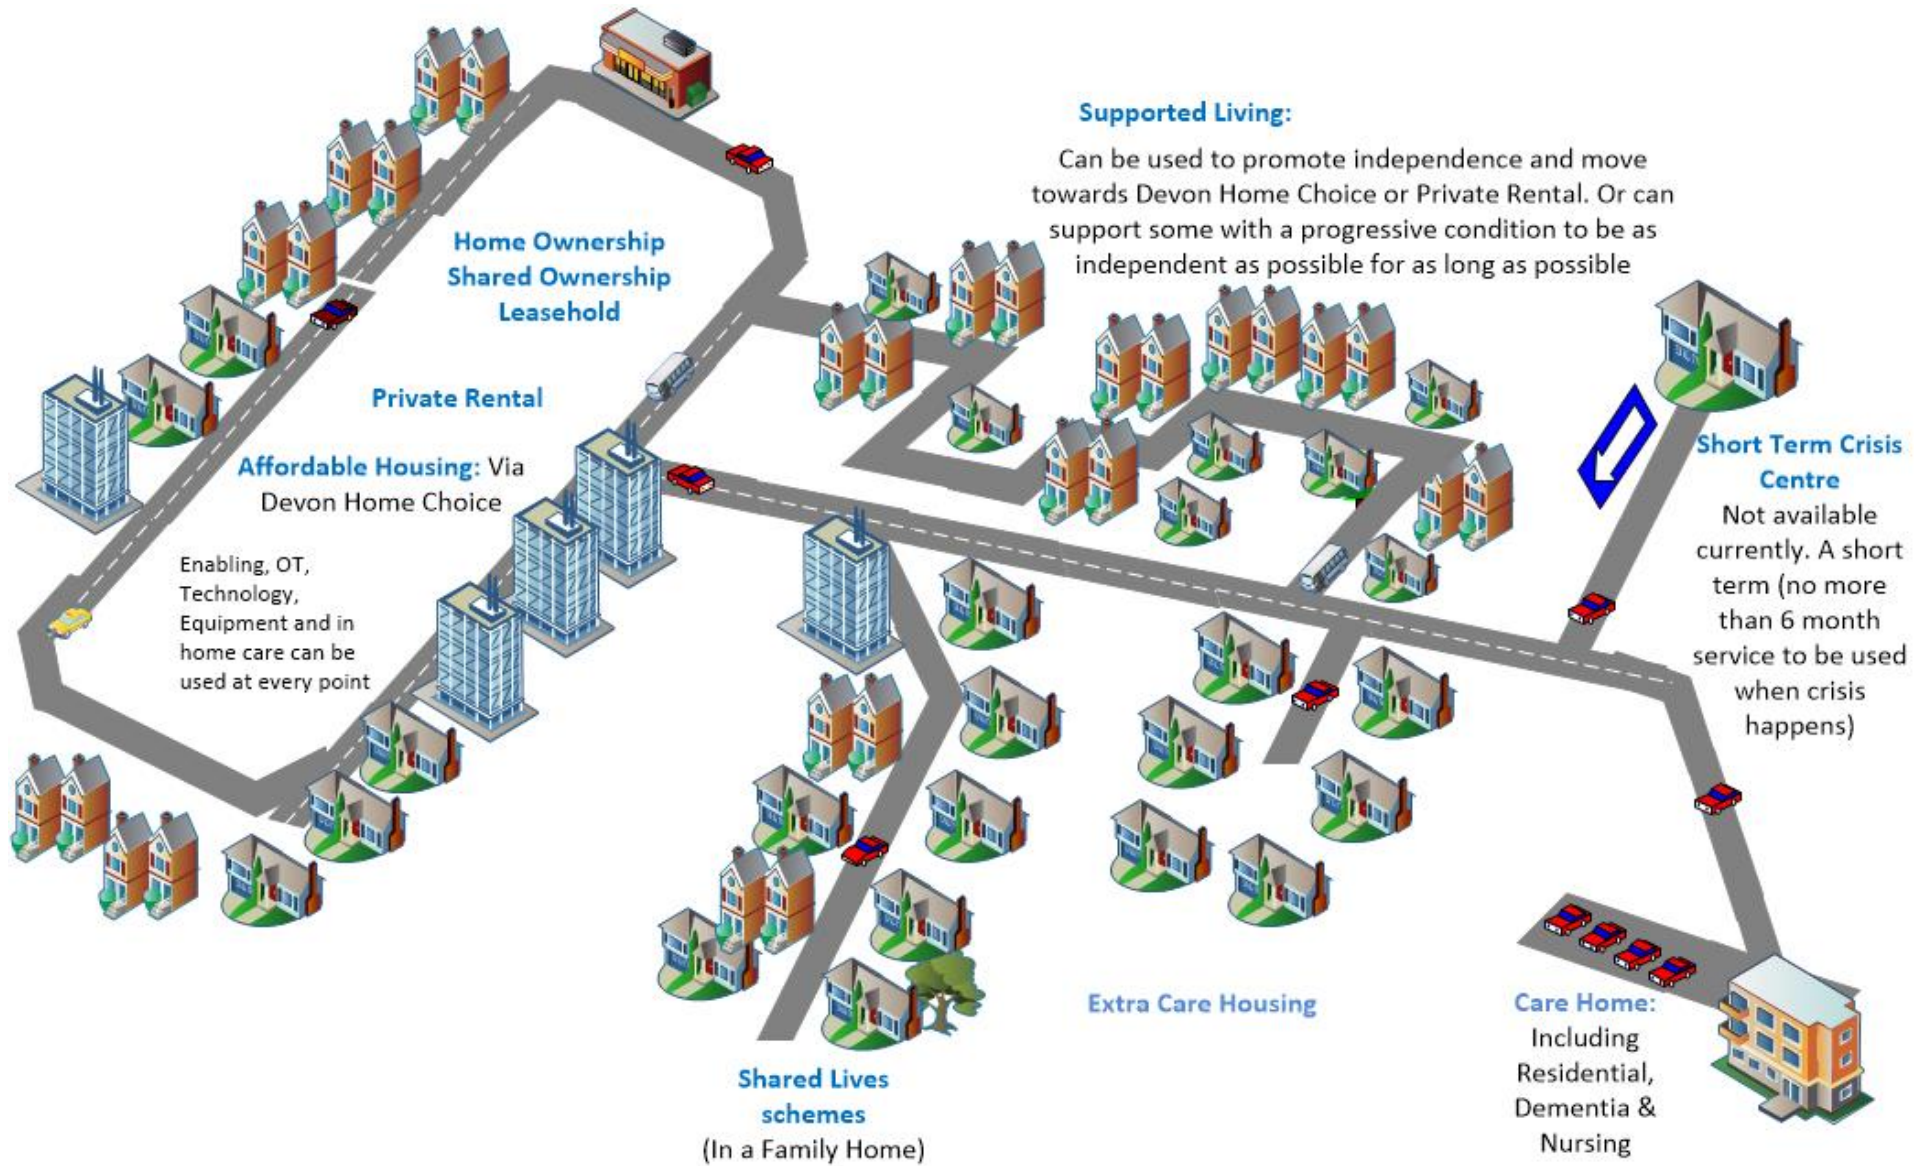 Supported Living:
Can be used to promote independence and move
towards Devon Home Choice or Private Rental. Or can
support some with a progressive condition to be as
independent as possible for as long as possible
Home Ownership
Shared Ownership
Leasehold
Private Rental
Affordable Housing: Via
Devon Home Choice
Enabling, OT,
Technology,
Equipment and in
home care can be
used at every point
Short Term Crisis
Centre
Not available
currently. A short
term (no more
than 6 month
service to be used
when crisis
happens)
Extra Care Housing
Care Home:
Including
Residential,
Dementia &
Nursing
Shared Lives
schemes
(In a Family Home)